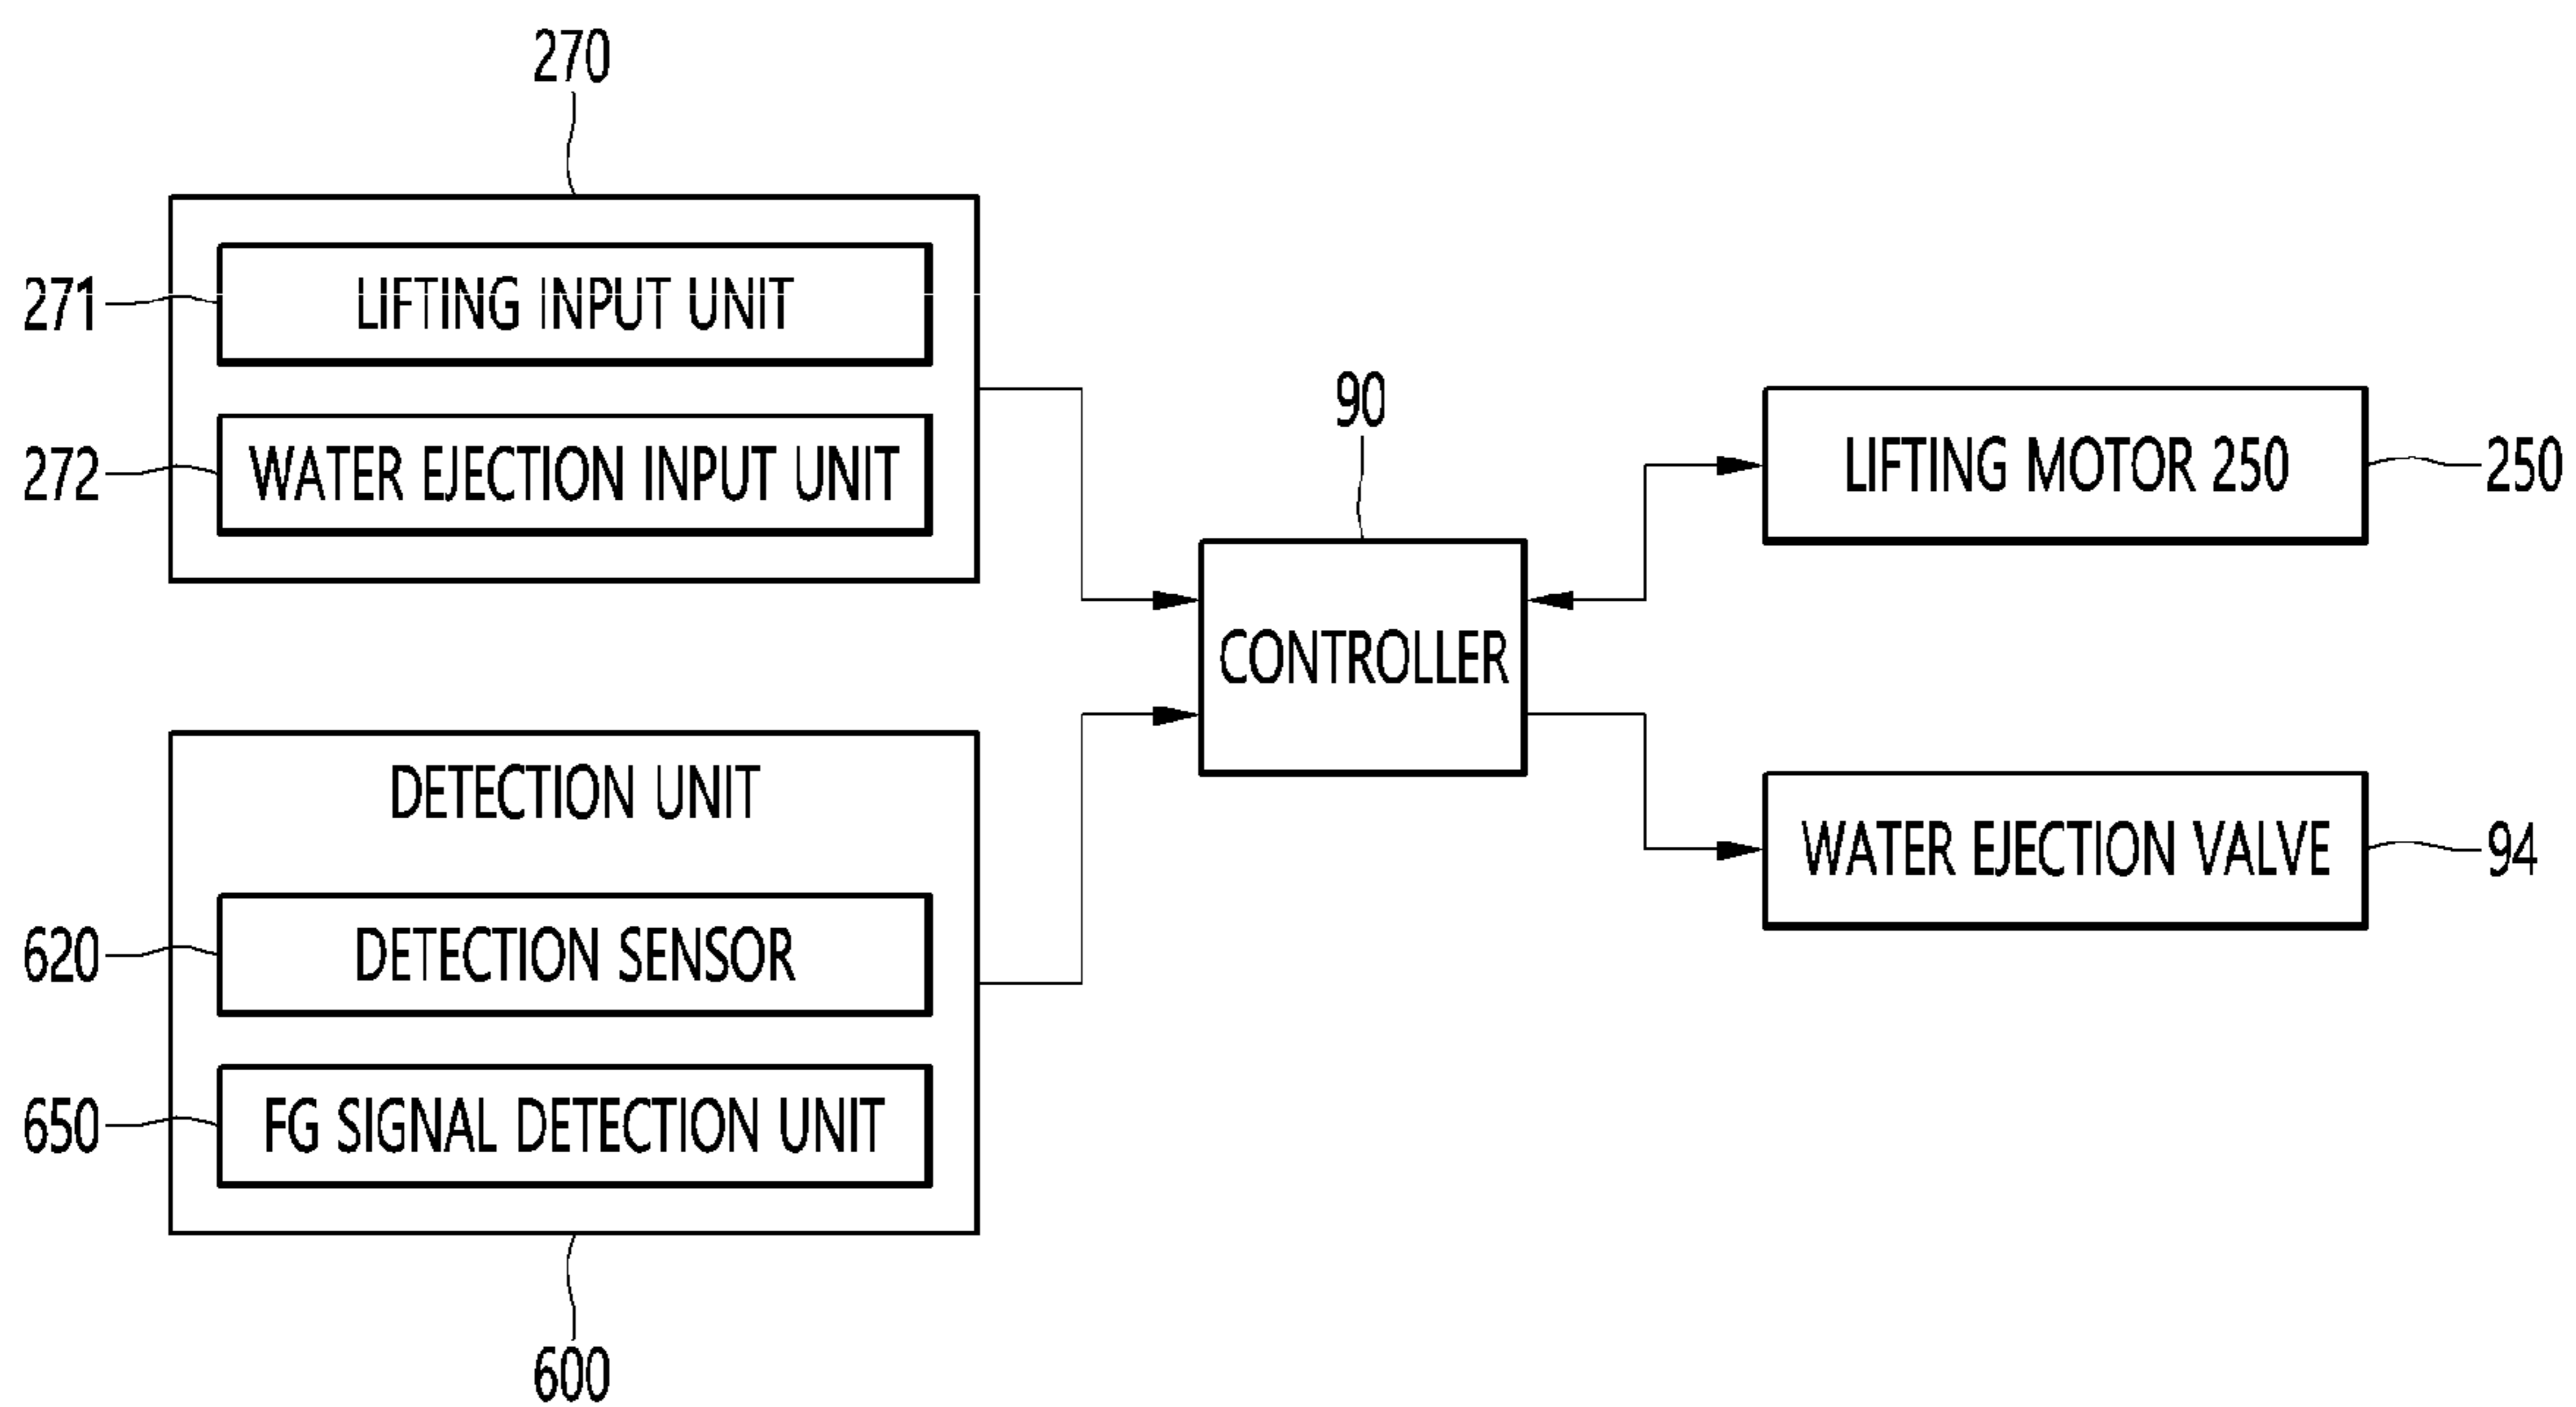 270
271
LIFTING INPUT UNIT
272
WATER EJECTION INPUT UNIT
90
CONTROLLER
LIFTING MOTOR 250
250
DETECTION UNIT
WATER EJECTION VALVE
94
620
DETECTION SENSOR
650
FG SIGNAL DETECTION UNIT
600